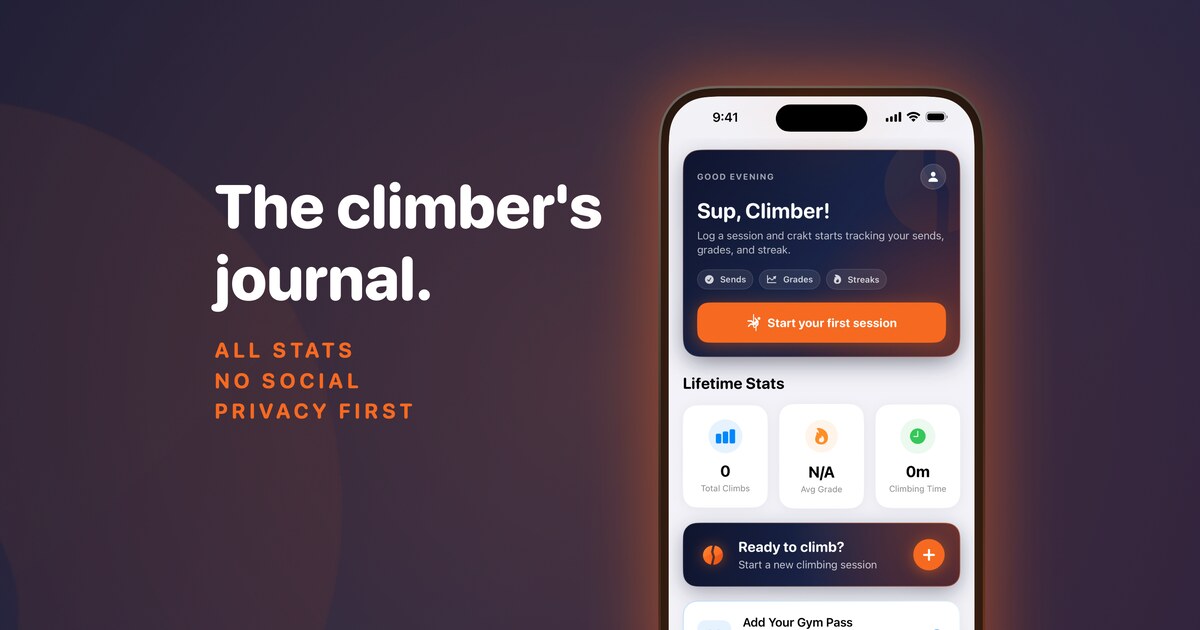 The climber's
journal.
ALL STATS
NO SOCIAL
PRIVACY FIRST
9:41
GOOD EVENING
Sup, Climber!
Log a session and crakt starts tracking your sends,
grades, and streak.
Sends
Grades
Streaks
Start your first session
Lifetime Stats
0
Total Climbs
N/A
Avg Grade
0m
Climbing Time
Ready to climb?
Start a new climbing session
Add Your Gym Pass